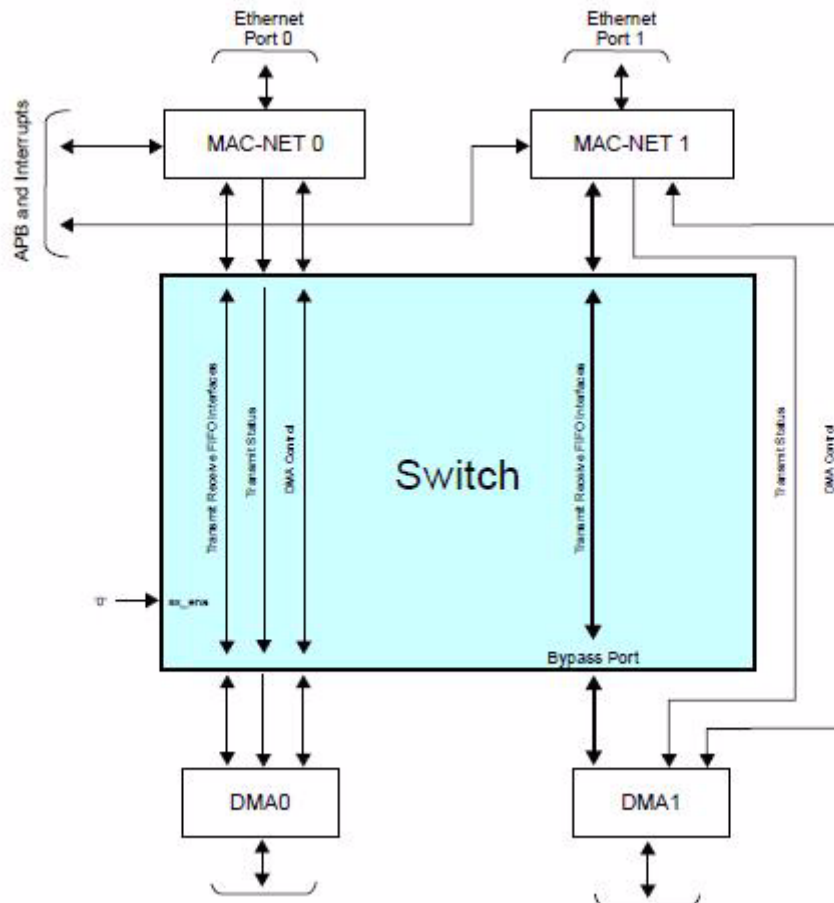 Ethernet
Port 0
Ethernet
Port 1
APB and Interrupts
MAC-NET 0
MAC-NET 1
Transmit Receive FIFO Interfaces
Transmit Status
DMA Control
Switch
Transmit Receive FIFO Interfaces
Transmit Status
DMA Control
'0'
sx_ena
Bypass Port
DMA0
DMA1